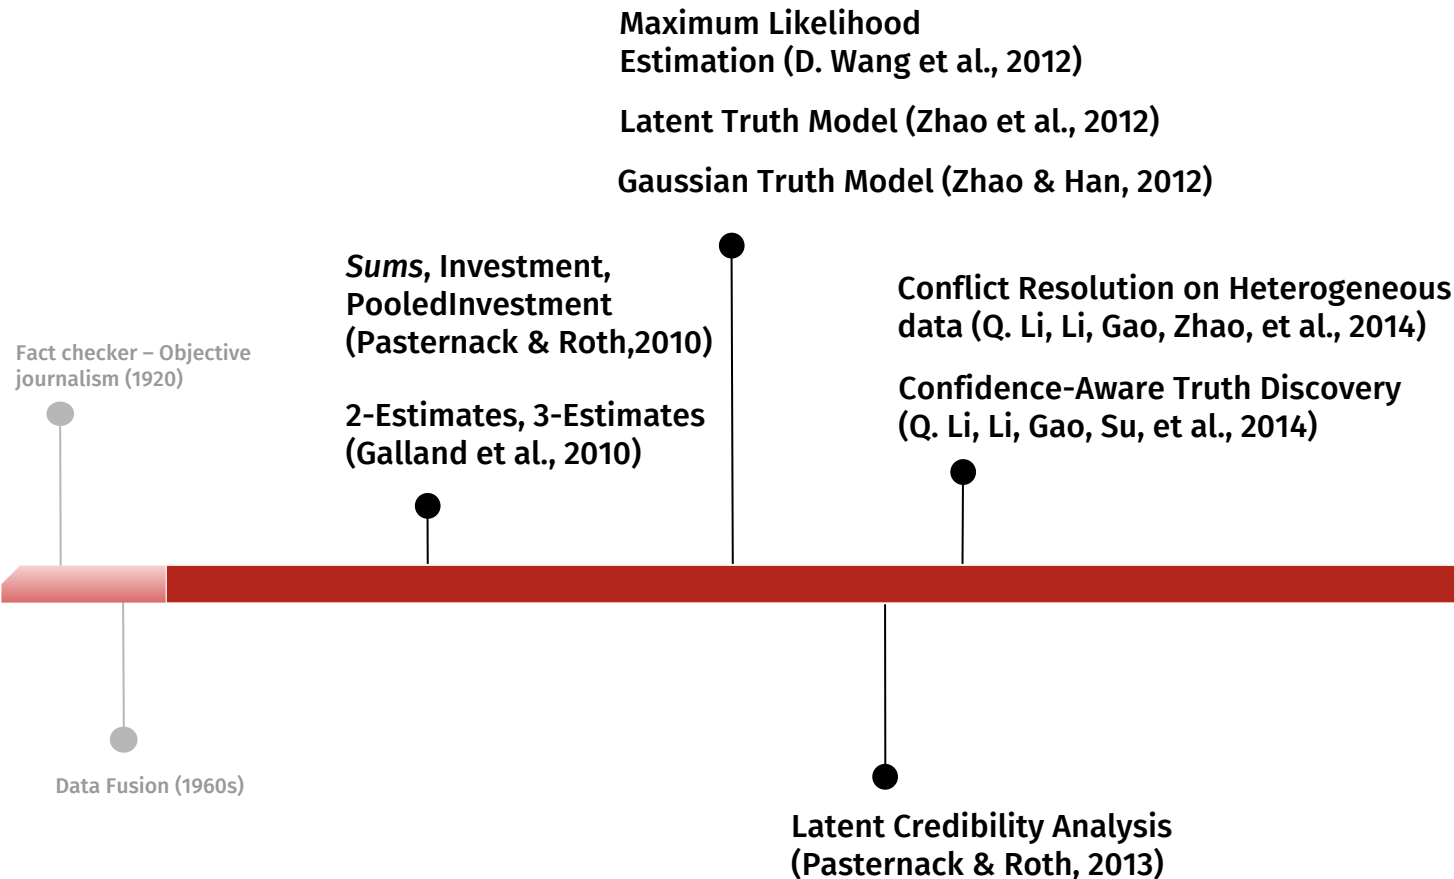 Maximum Likelihood
Estimation (D. Wang et al., 2012)
Latent Truth Model (Zhao et al., 2012)
Gaussian Truth Model (Zhao & Han, 2012)
Sums, Investment,
PooledInvestment
(Pasternack & Roth,2010)
2-Estimates, 3-Estimates
(Galland et al., 2010)
Conflict Resolution on Heterogeneous
data (Q. Li, Li, Gao, Zhao, et al., 2014)
Confidence-Aware Truth Discovery
(Q. Li, Li, Gao, Su, et al., 2014)
Fact checker – Objective
journalism (1920)
Data Fusion (1960s)
Latent Credibility Analysis
(Pasternack & Roth, 2013)